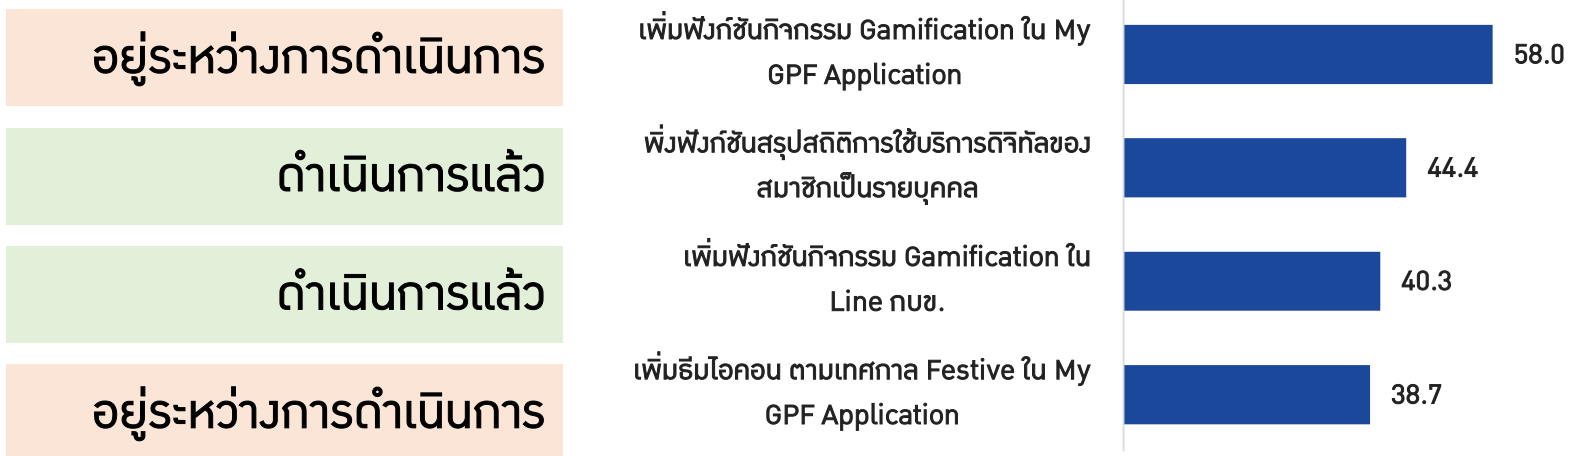 อยู่ระหว่างการดำเนินการ
เพิ่มฟังก์ชันกิจกรรม Gamification ใน My
GPF Application
58.0
ดำเนินการแล้ว
พิ่งฟังก์ชันสรุปสถิติการใช้บริการดิจิทัลของ
สมาชิกเป็นรายบุคคล
44.4
ดำเนินการแล้ว
เพิ่มฟังก์ชันกิจกรรม Gamification ใน
Line กบข.
40.3
อยู่ระหว่างการดำเนินการ
เพิ่มธีมไอคอน ตามเทศกาล Festive ใน My
GPF Application
38.7